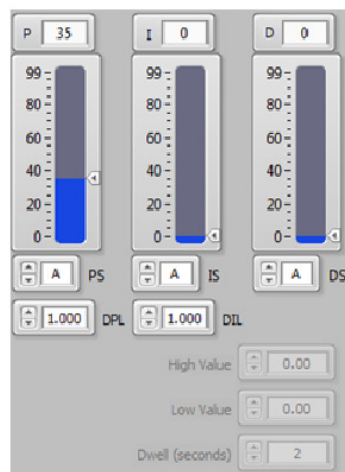 P 35 I 0 D 0
99 99 99
80 80 80
60 60 60
40 40 40
20 20 20
0 0 0
A PS A IS A DS
1.000 DPL 1.000 DIL
High Value 0.00
Low Value 0.00
Dwell (seconds) 2